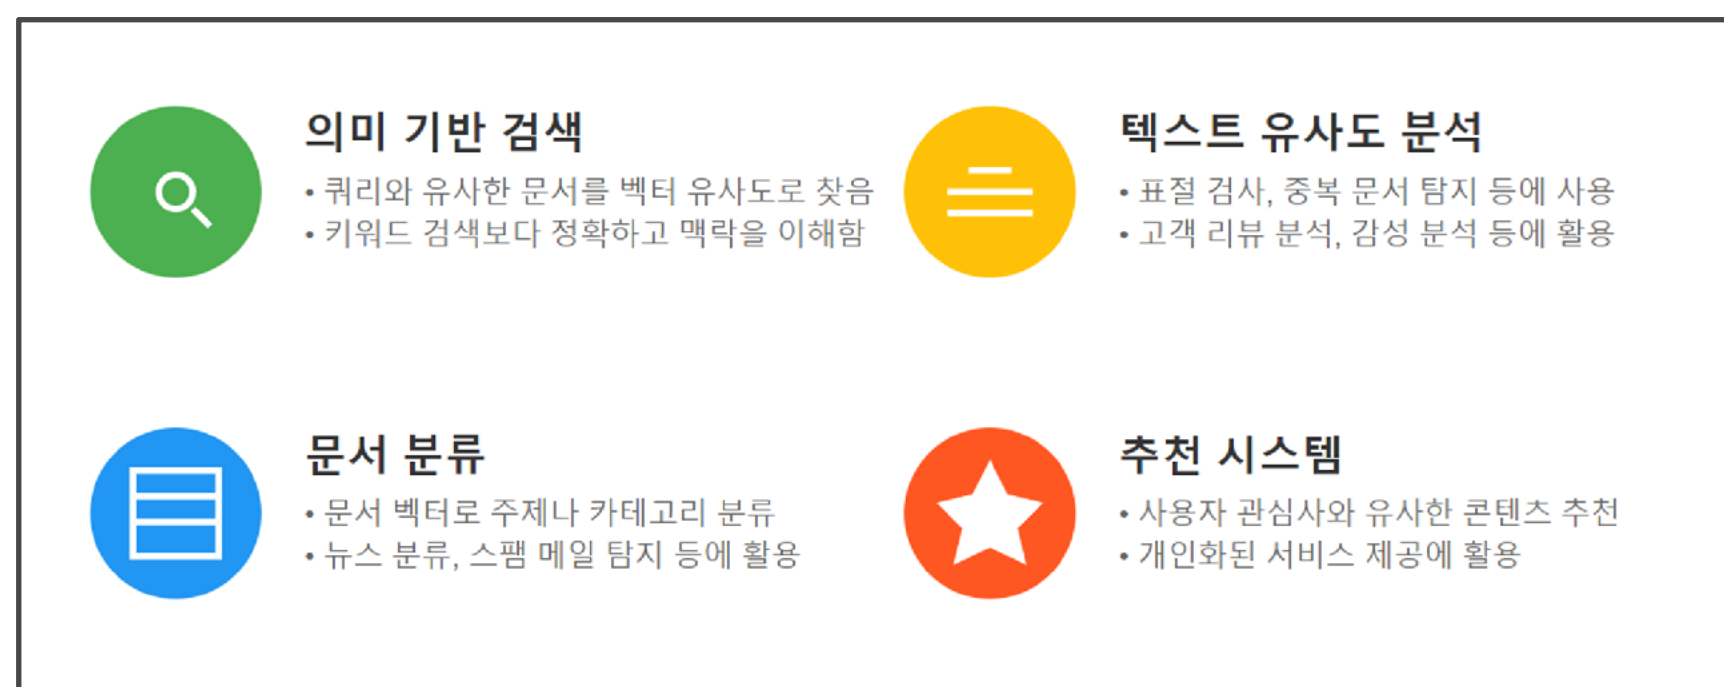 의미 기반 검색
• 쿼리와 유사한 문서를 벡터 유사도로 찾음
• 키워드 검색보다 정확하고 맥락을 이해함
텍스트 유사도 분석
• 표절 검사, 중복 문서 탐지 등에 사용
• 고객 리뷰 분석, 감성 분석 등에 활용
문서 분류
• 문서 벡터로 주제나 카테고리 분류
• 뉴스 분류, 스팸 메일 탐지 등에 활용
추천 시스템
• 사용자 관심사와 유사한 콘텐츠 추천
• 개인화된 서비스 제공에 활용